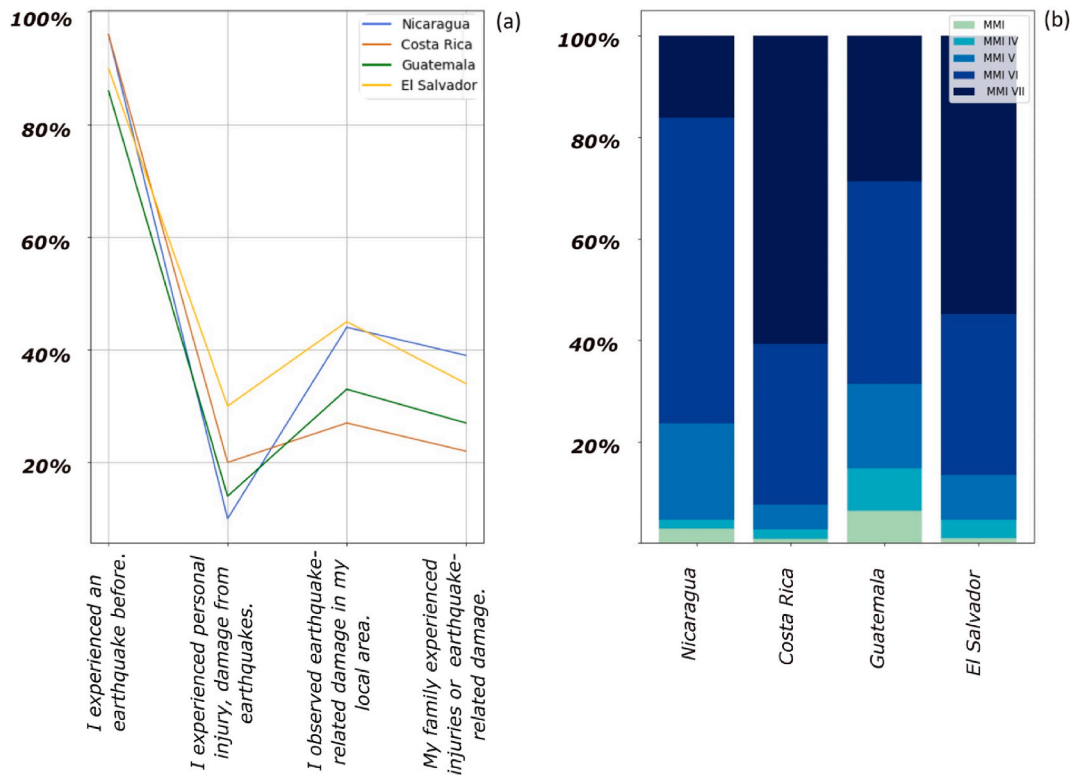 (a)
100%
80%
60%
40%
20%
Nicaragua
Costa Rica
Guatemala
El Salvador
I experienced an
earthquake before.
I experienced personal
injury, damage from
earthquakes.
I observed earthquake-
related damage in my
local area.
My family experienced
injuries or earthquake-
related damage.
(b)
100%
80%
60%
40%
20%
MMI
MMI IV
MMI V
MMI VI
MMI VII
Nicaragua
Costa Rica
Guatemala
El Salvador